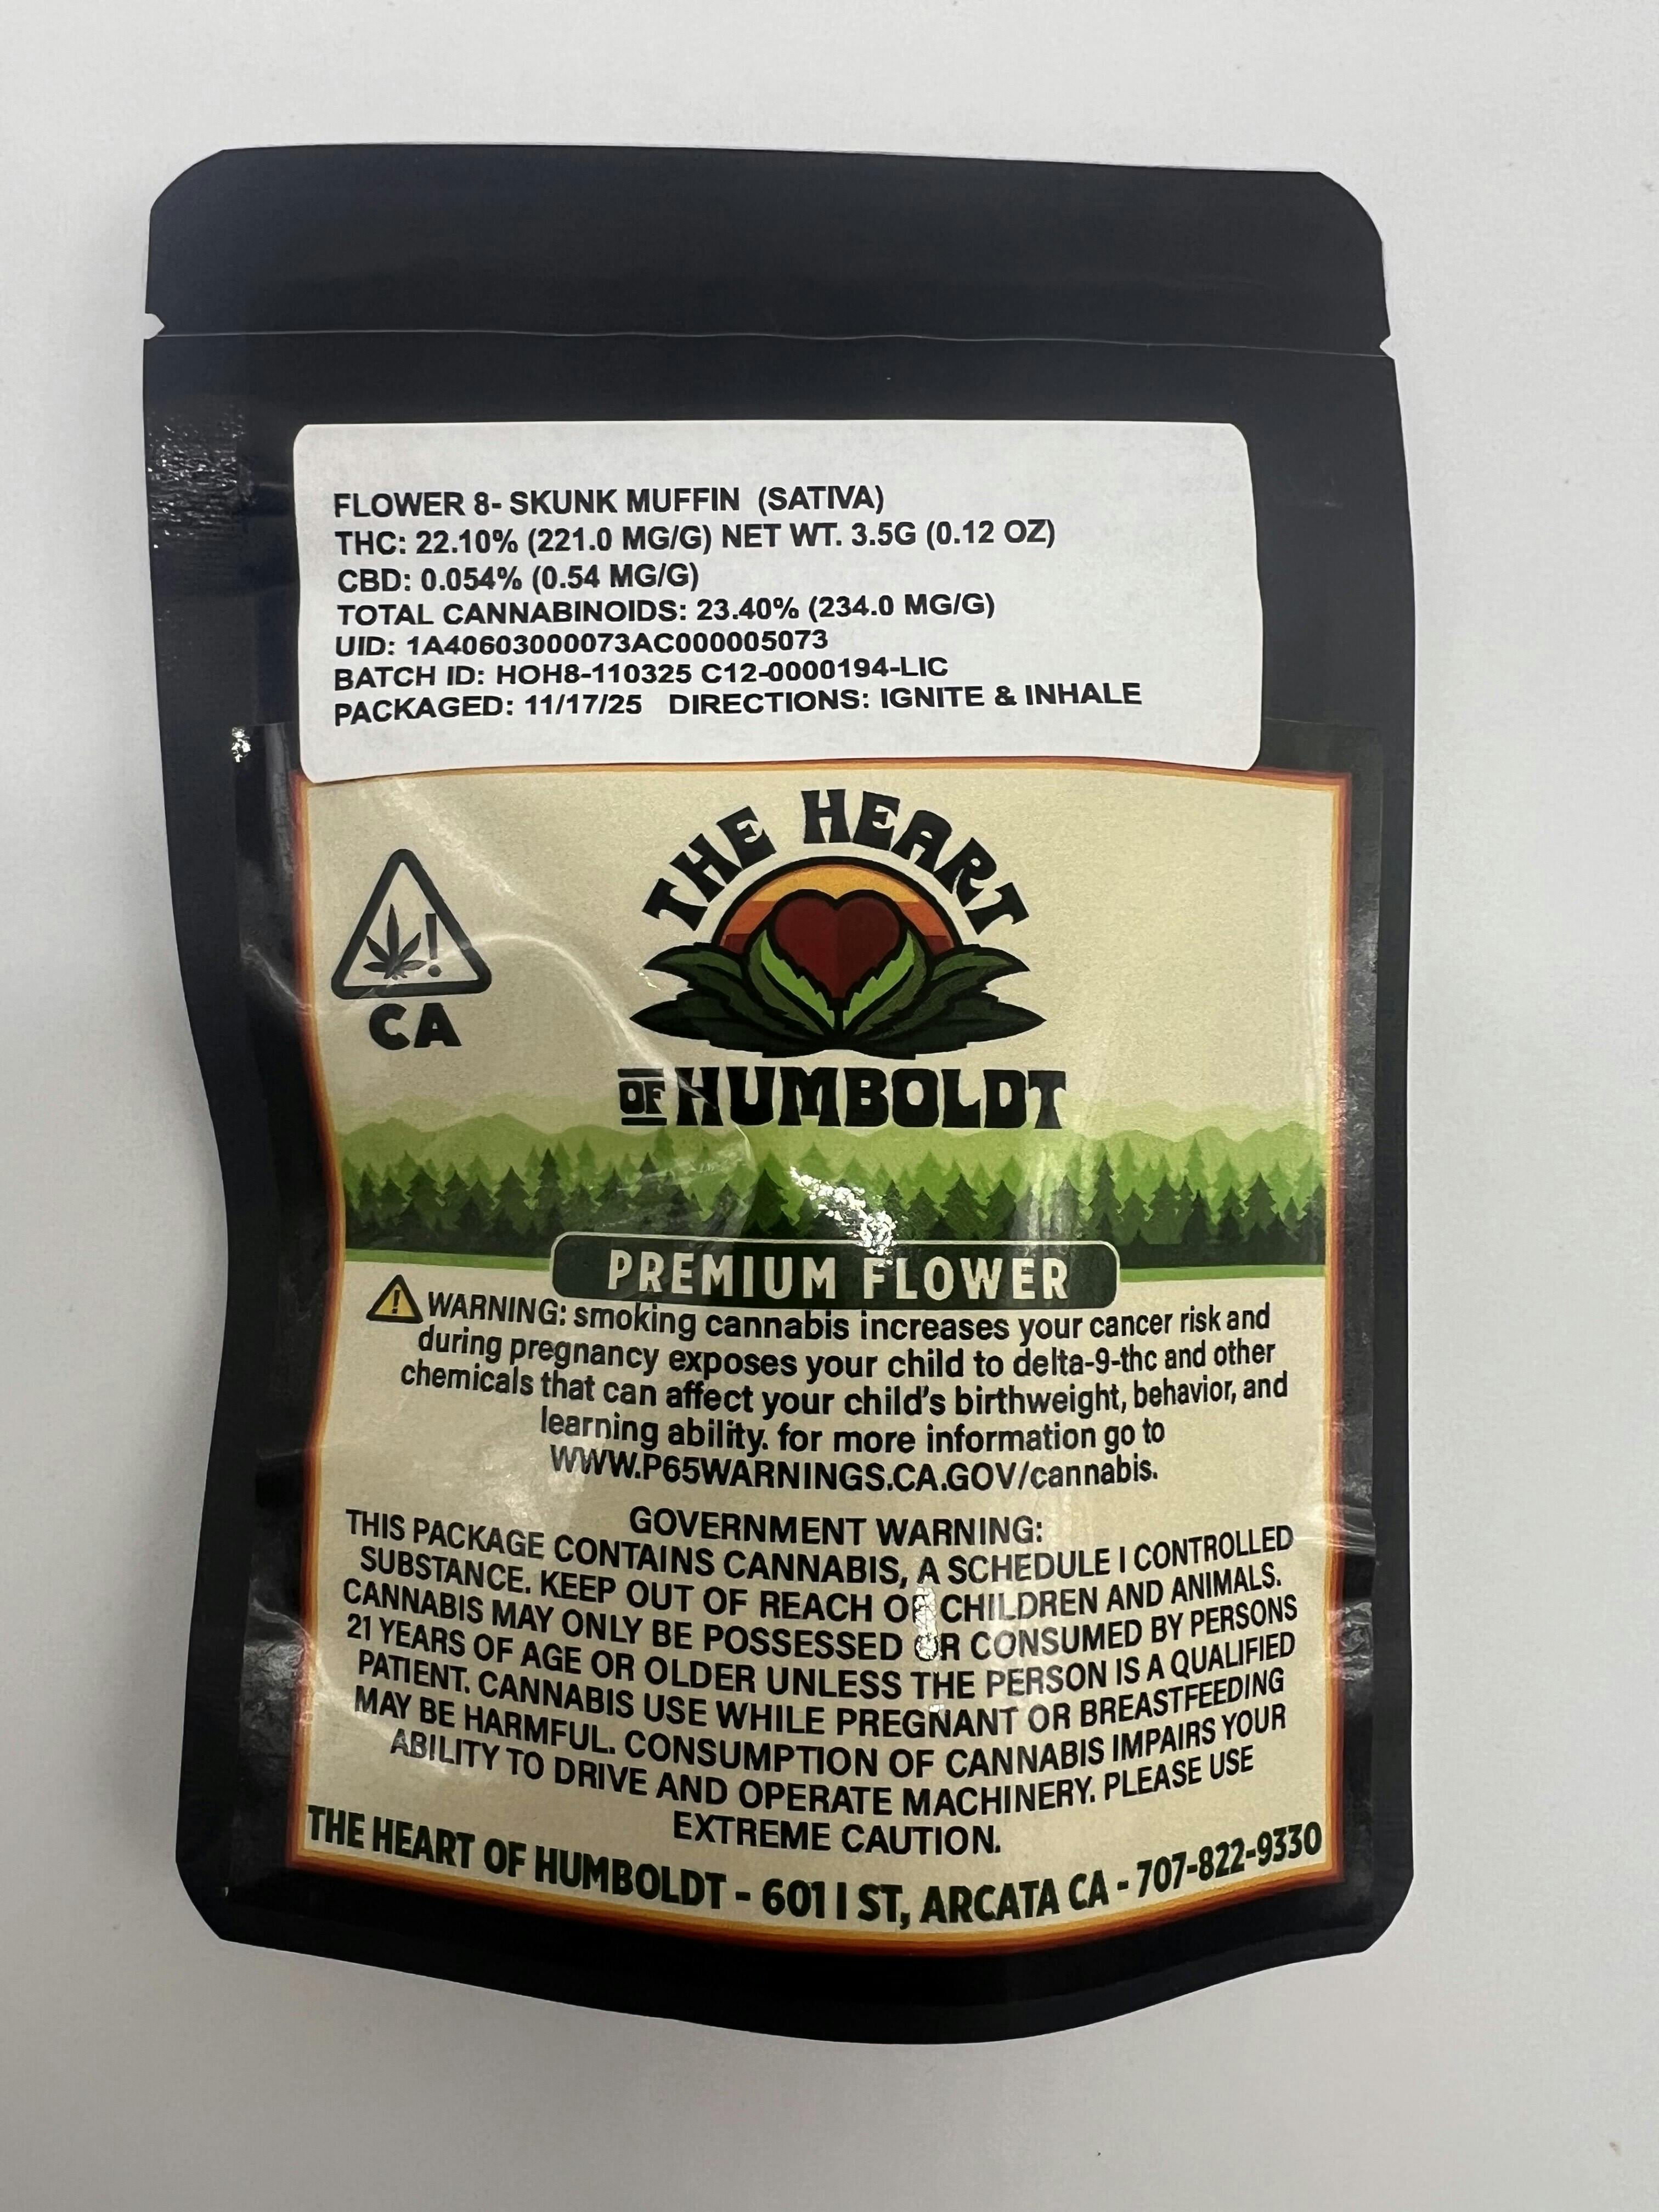 FLOWER 8- SKUNK MUFFIN (SATIVA)
THC: 22.10% (221.0 MG/G) NET WT. 3.5G (0.12 OZ)
CBD: 0.054% (0.54 MG/G)
TOTAL CANNABINOIDS: 23.40% (234.0 MG/G)
UID: 1A40603000073AC000005073
BATCH ID: HOH8-110325 C12-0000194-LIC
PACKAGED: 11/17/25 DIRECTIONS: IGNITE & INHALE
THE HEART
OF HUMBOLDT
CA
PREMIUM FLOWER
WARNING: smoking cannabis increases your cancer risk and
during pregnancy exposes your child to delta-9-thc and other
chemicals that can affect your child's birthweight, behavior, and
learning ability. for more information go to
WWW.P65WARNINGS.CA.GOV/cannabis.
GOVERNMENT WARNING:
THIS PACKAGE CONTAINS CANNABIS, A SCHEDULE I CONTROLLED
SUBSTANCE. KEEP OUT OF REACH OF CHILDREN AND ANIMALS.
CANNABIS MAY ONLY BE POSSESSED OR CONSUMED BY PERSONS
21 YEARS OF AGE OR OLDER UNLESS THE PERSON IS A QUALIFIED
PATIENT. CANNABIS USE WHILE PREGNANT OR BREASTFEEDING
MAY BE HARMFUL. CONSUMPTION OF CANNABIS IMPAIRS YOUR
ABILITY TO DRIVE AND OPERATE MACHINERY. PLEASE USE
EXTREME CAUTION.
THE HEART OF HUMBOLDT - 601 I ST, ARCATA CA - 707-822-9330